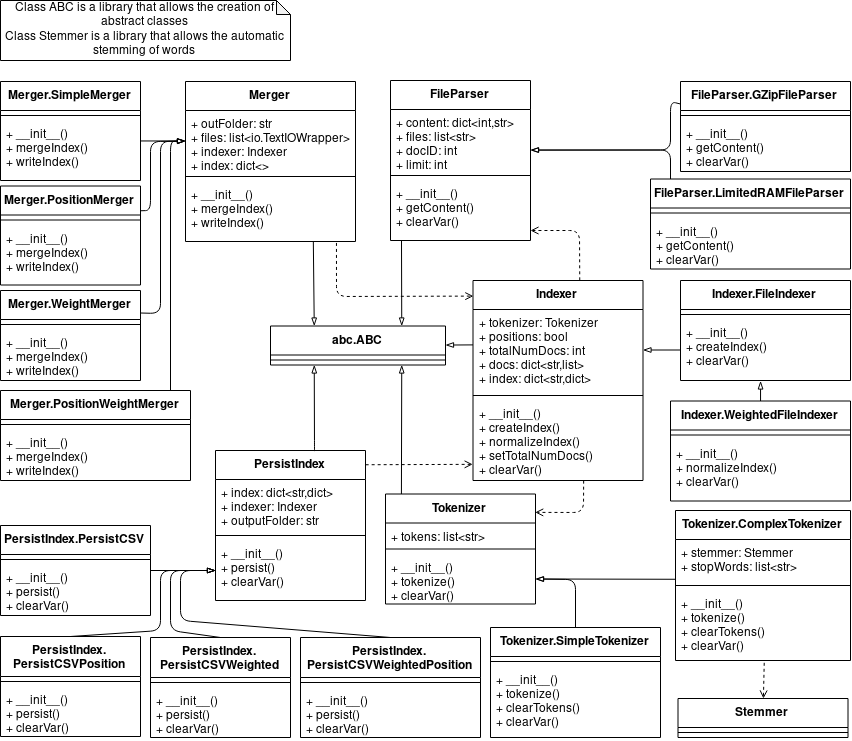 Class ABC is a library that allows the creation of
abstract classes
Class Stemmer is a library that allows the automatic
stemming of words
Merger.SimpleMerger
+ __init__()
+ mergeIndex()
+ writeIndex()
Merger
+ outFolder: str
+ files: list<io.TextIOWrapper>
+ indexer: Indexer
+ index: dict<>
+ __init__()
+ mergeIndex()
+ writeIndex()
FileParser
+ content: dict<int,str>
+ files: list<str>
+ docID: int
+ limit: int
+ __init__()
+ getContent()
+ clearVar()
FileParser.GZipFileParser
+ __init__()
+ getContent()
+ clearVar()
Merger.PositionMerger
+ __init__()
+ mergeIndex()
+ writeIndex()
FileParser.LimitedRAMFileParser
+ __init__()
+ getContent()
+ clearVar()
Merger.WeightMerger
+ __init__()
+ mergeIndex()
+ writeIndex()
abc.ABC
Indexer
+ tokenizer: Tokenizer
+ positions: bool
+ totalNumDocs: int
+ docs: dict<str,list>
+ index: dict<str,dict>
+ __init__()
+ createIndex()
+ normalizeIndex()
+ setTotalNumDocs()
+ clearVar()
Indexer.FileIndexer
+ __init__()
+ createIndex()
+ clearVar()
Merger.PositionWeightMerger
+ __init__()
+ mergeIndex()
+ writeIndex()
Indexer.WeightedFileIndexer
+ __init__()
+ normalizeIndex()
+ clearVar()
PersistIndex
+ index: dict<str,dict>
+ indexer: Indexer
+ outputFolder: str
+ __init__()
+ persist()
+ clearVar()
Tokenizer
+ tokens: list<str>
+ __init__()
+ tokenize()
+ clearVar()
Tokenizer.ComplexTokenizer
+ stemmer: Stemmer
+ stopWords: list<str>
+ __init__()
+ tokenize()
+ clearTokens()
+ clearVar()
PersistIndex.PersistCSV
+ __init__()
+ persist()
+ clearVar()
PersistIndex.
PersistCSVPosition
+ __init__()
+ persist()
+ clearVar()
PersistIndex.
PersistCSVWeighted
+ __init__()
+ persist()
+ clearVar()
PersistIndex.
PersistCSVWeightedPosition
+ __init__()
+ persist()
+ clearVar()
Tokenizer.SimpleTokenizer
+ __init__()
+ tokenize()
+ clearTokens()
+ clearVar()
Stemmer